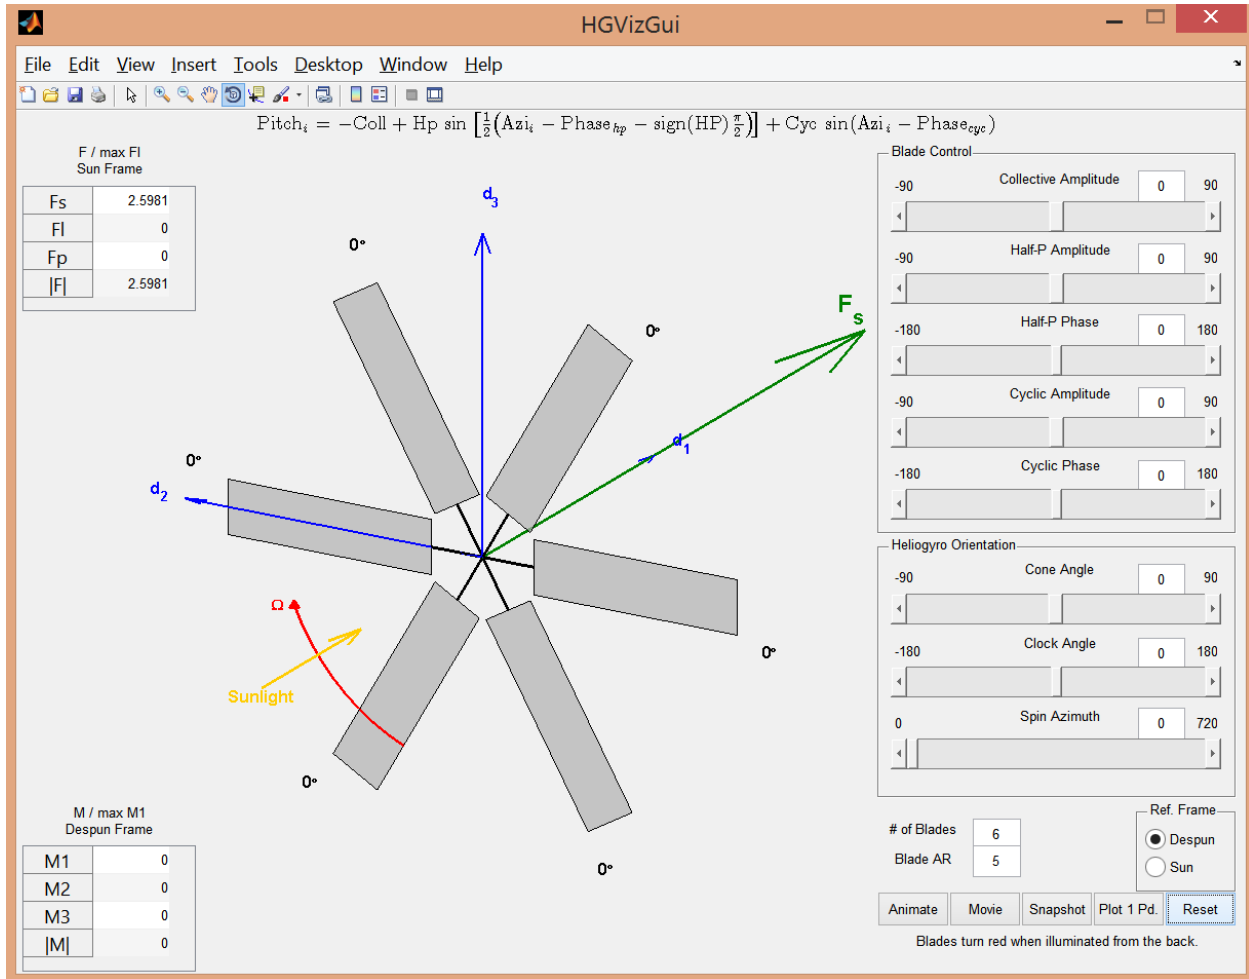 HGVizGui
File Edit View Insert Tools Desktop Window Help
Pitch_i = −Coll + Hp sin [½(Azi_i − Phase_hp − sign(HP) π/2)] + Cyc sin(Azi_i − Phase_cyc)
F / max Fl
Sun Frame
Fs 2.5981
Fl 0
Fp 0
|F| 2.5981
d3
0°
0°
Fs
d1
0°
d2
Ω
Sunlight
0°
0°
0°
M / max M1
Despun Frame
M1 0
M2 0
M3 0
|M| 0
Blade Control
Collective Amplitude
-90 0 90
Half-P Amplitude
-90 0 90
Half-P Phase
-180 0 180
Cyclic Amplitude
-90 0 90
Cyclic Phase
-180 0 180
Heliogyro Orientation
Cone Angle
-90 0 90
Clock Angle
-180 0 180
Spin Azimuth
0 0 720
# of Blades 6
Blade AR 5
Ref. Frame
Despun
Sun
Animate Movie Snapshot Plot 1 Pd. Reset
Blades turn red when illuminated from the back.